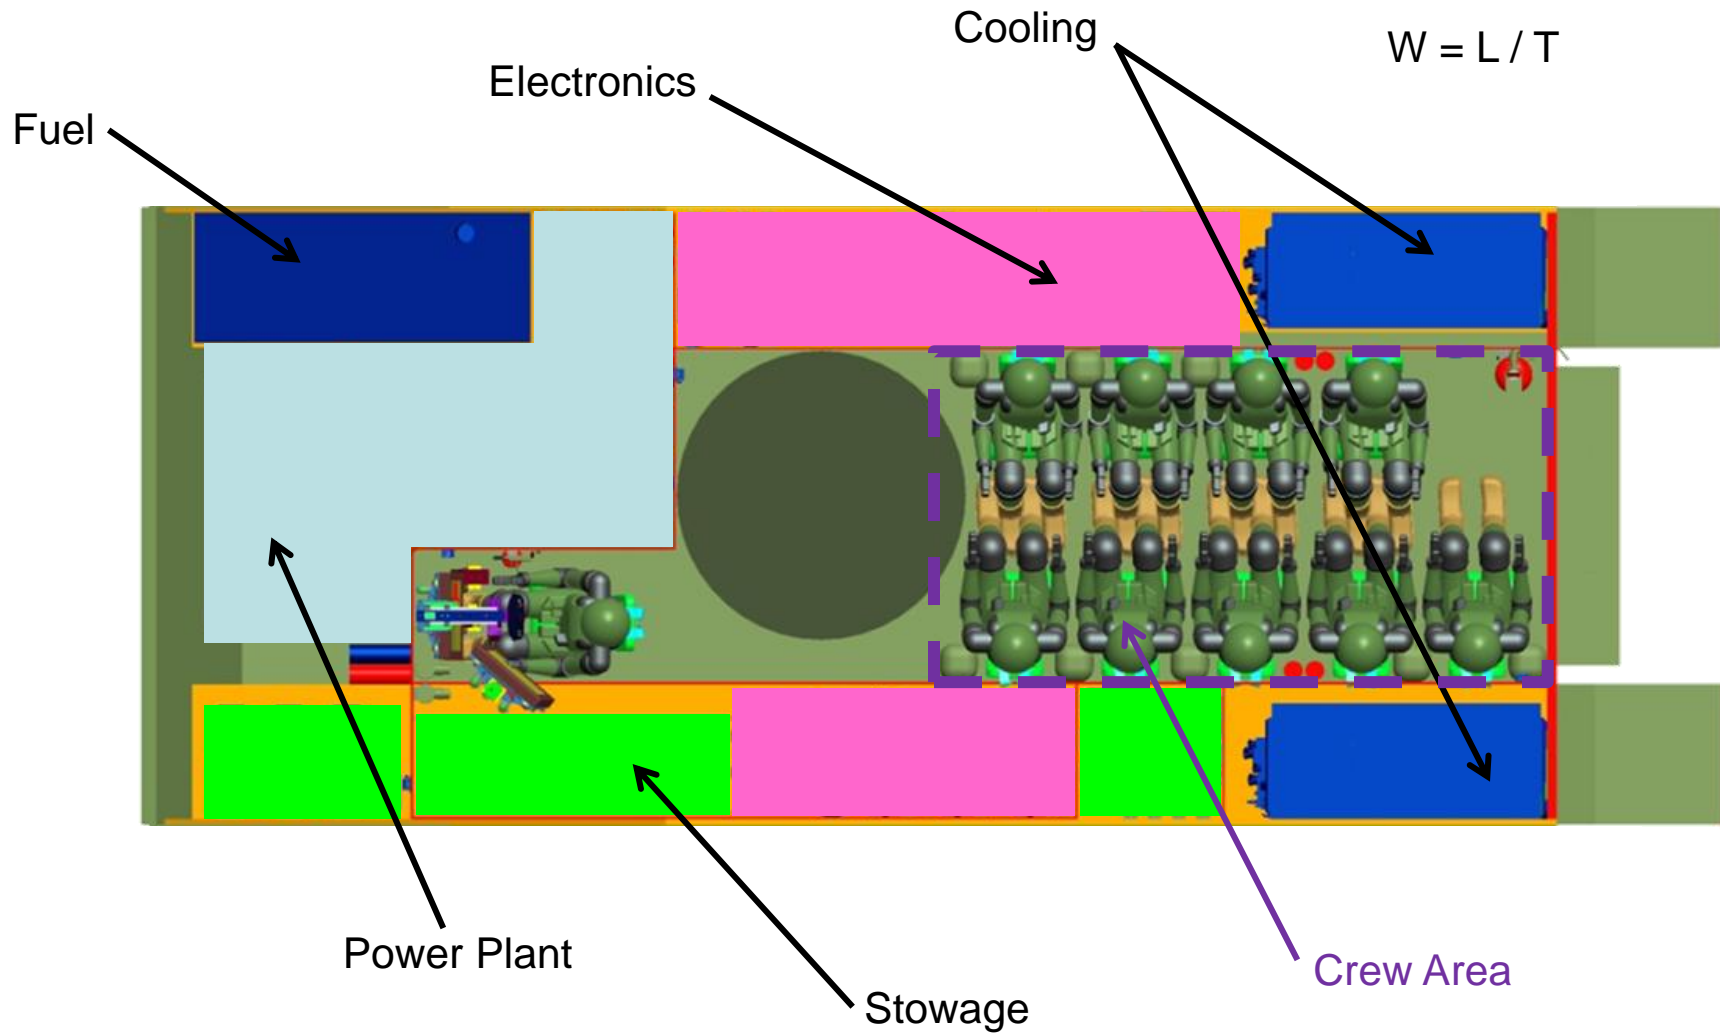 Cooling
W = L / T
Electronics
Fuel
Power Plant
Crew Area
Stowage